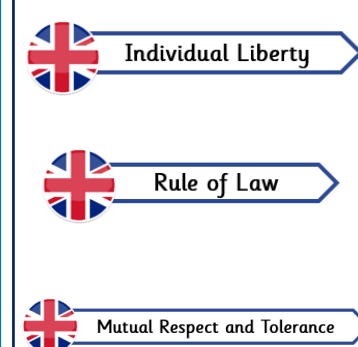 Individual Liberty
Rule of Law
Mutual Respect and Tolerance